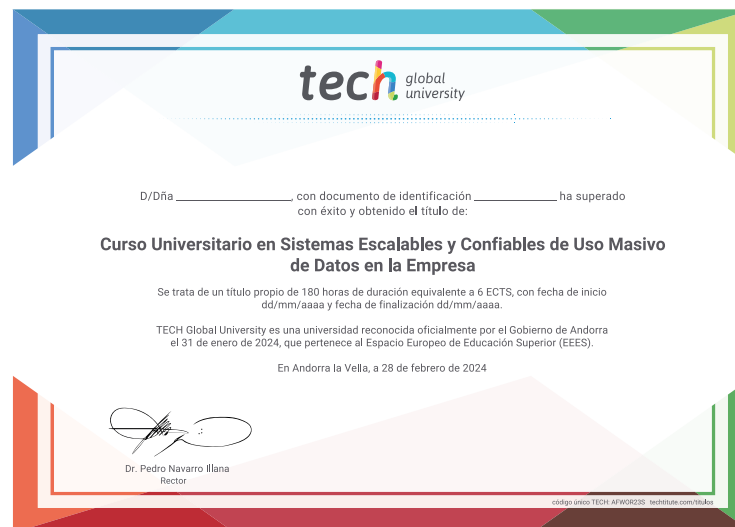 tech global university
D/Dña ____________, con documento de identificación __________ ha superado
con éxito y obtenido el título de:
Curso Universitario en Sistemas Escalables y Confiables de Uso Masivo
de Datos en la Empresa
Se trata de un título propio de 180 horas de duración equivalente a 6 ECTS, con fecha de inicio
dd/mm/aaaa y fecha de finalización dd/mm/aaaa.
TECH Global University es una universidad reconocida oficialmente por el Gobierno de Andorra
el 31 de enero de 2024, que pertenece al Espacio Europeo de Educación Superior (EEES).
En Andorra la Vella, a 28 de febrero de 2024
Dr. Pedro Navarro Illana
Rector
código único TECH: AFWOR23S techtitute.com/titulos